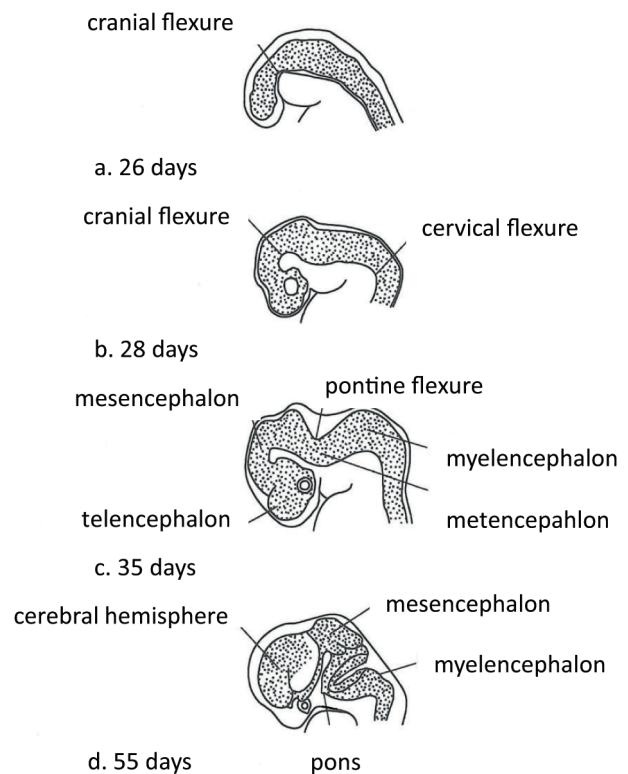 cranial flexure
a. 26 days
cranial flexure
cervical flexure
b. 28 days
mesencephalon
pontine flexure
myelencephalon
telencephalon
metencepahlon
c. 35 days
cerebral hemisphere
mesencephalon
myelencephalon
d. 55 days
pons